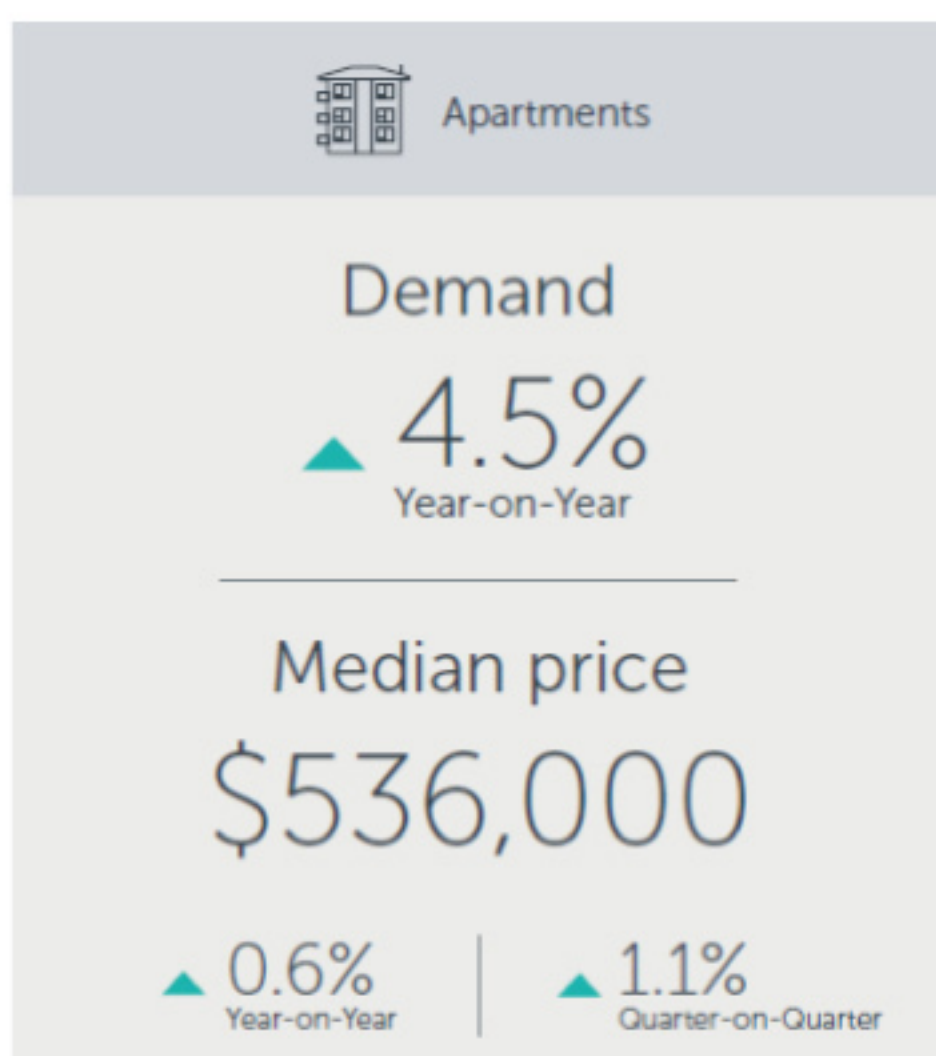 Apartments
Demand
4.5%
Year-on-Year
Median price
$536,000
0.6%
Year-on-Year
1.1%
Quarter-on-Quarter